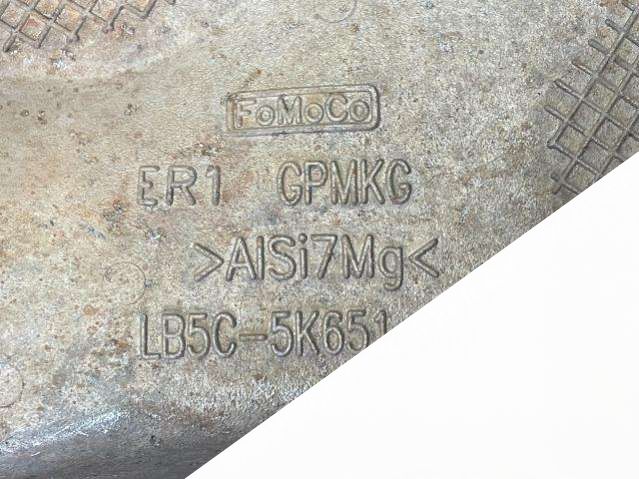 FoMoCo
ER1 GPMKG
>AlSi7Mg<
LB5C-5K651